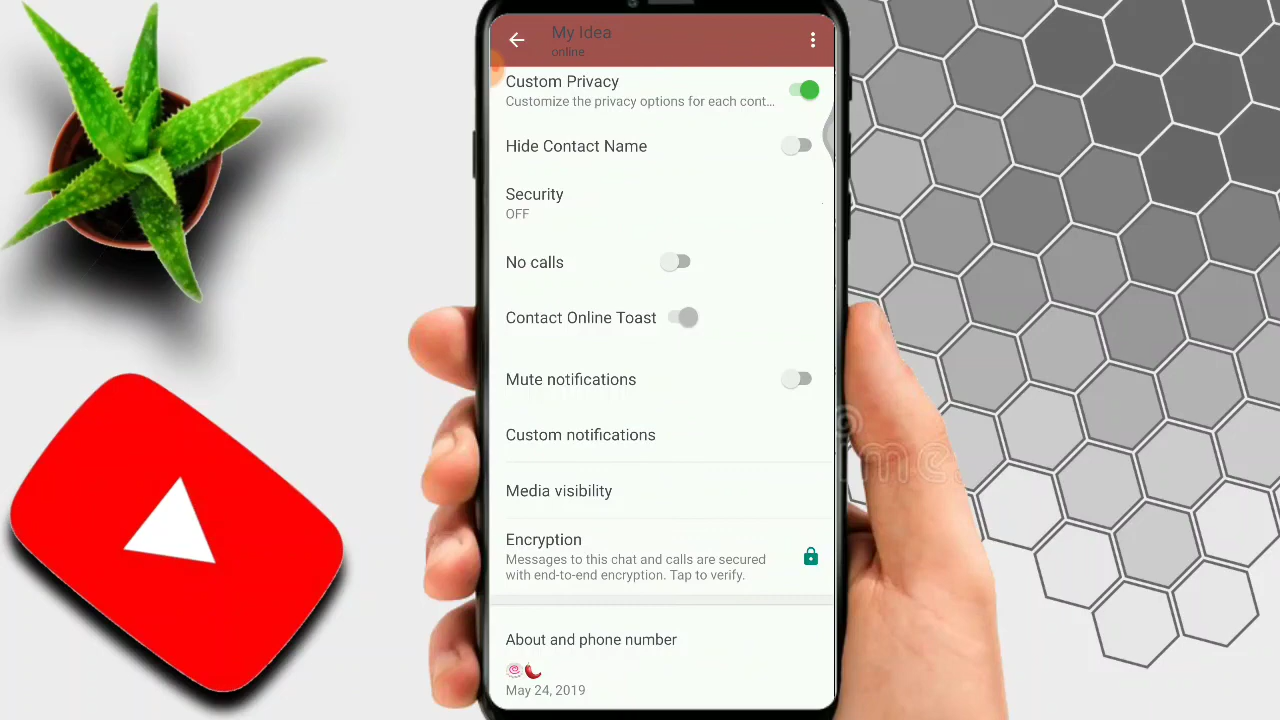 My Idea
online
Custom Privacy
Customize the privacy options for each cont...
Hide Contact Name
Security
OFF
No calls
Contact Online Toast
Mute notifications
Custom notifications
Media visibility
Encryption
Messages to this chat and calls are secured
with end-to-end encryption. Tap to verify.
About and phone number
May 24, 2019